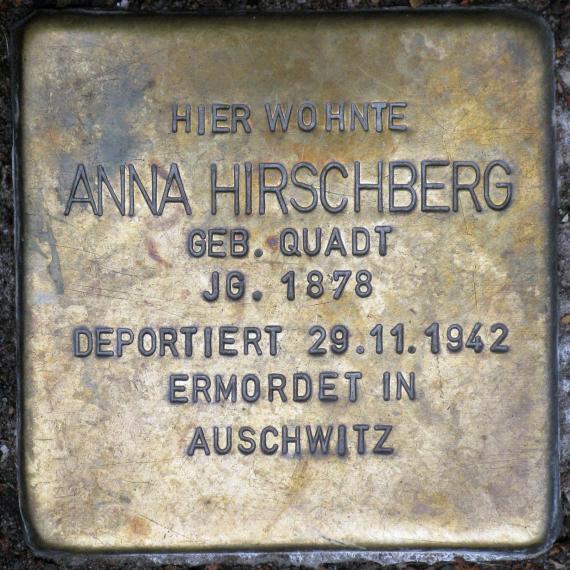 HIER WOHNTE
ANNA HIRSCHBERG
GEB. QUADT
JG. 1878
DEPORTIERT 29.11.1942
ERMORDET IN
AUSCHWITZ